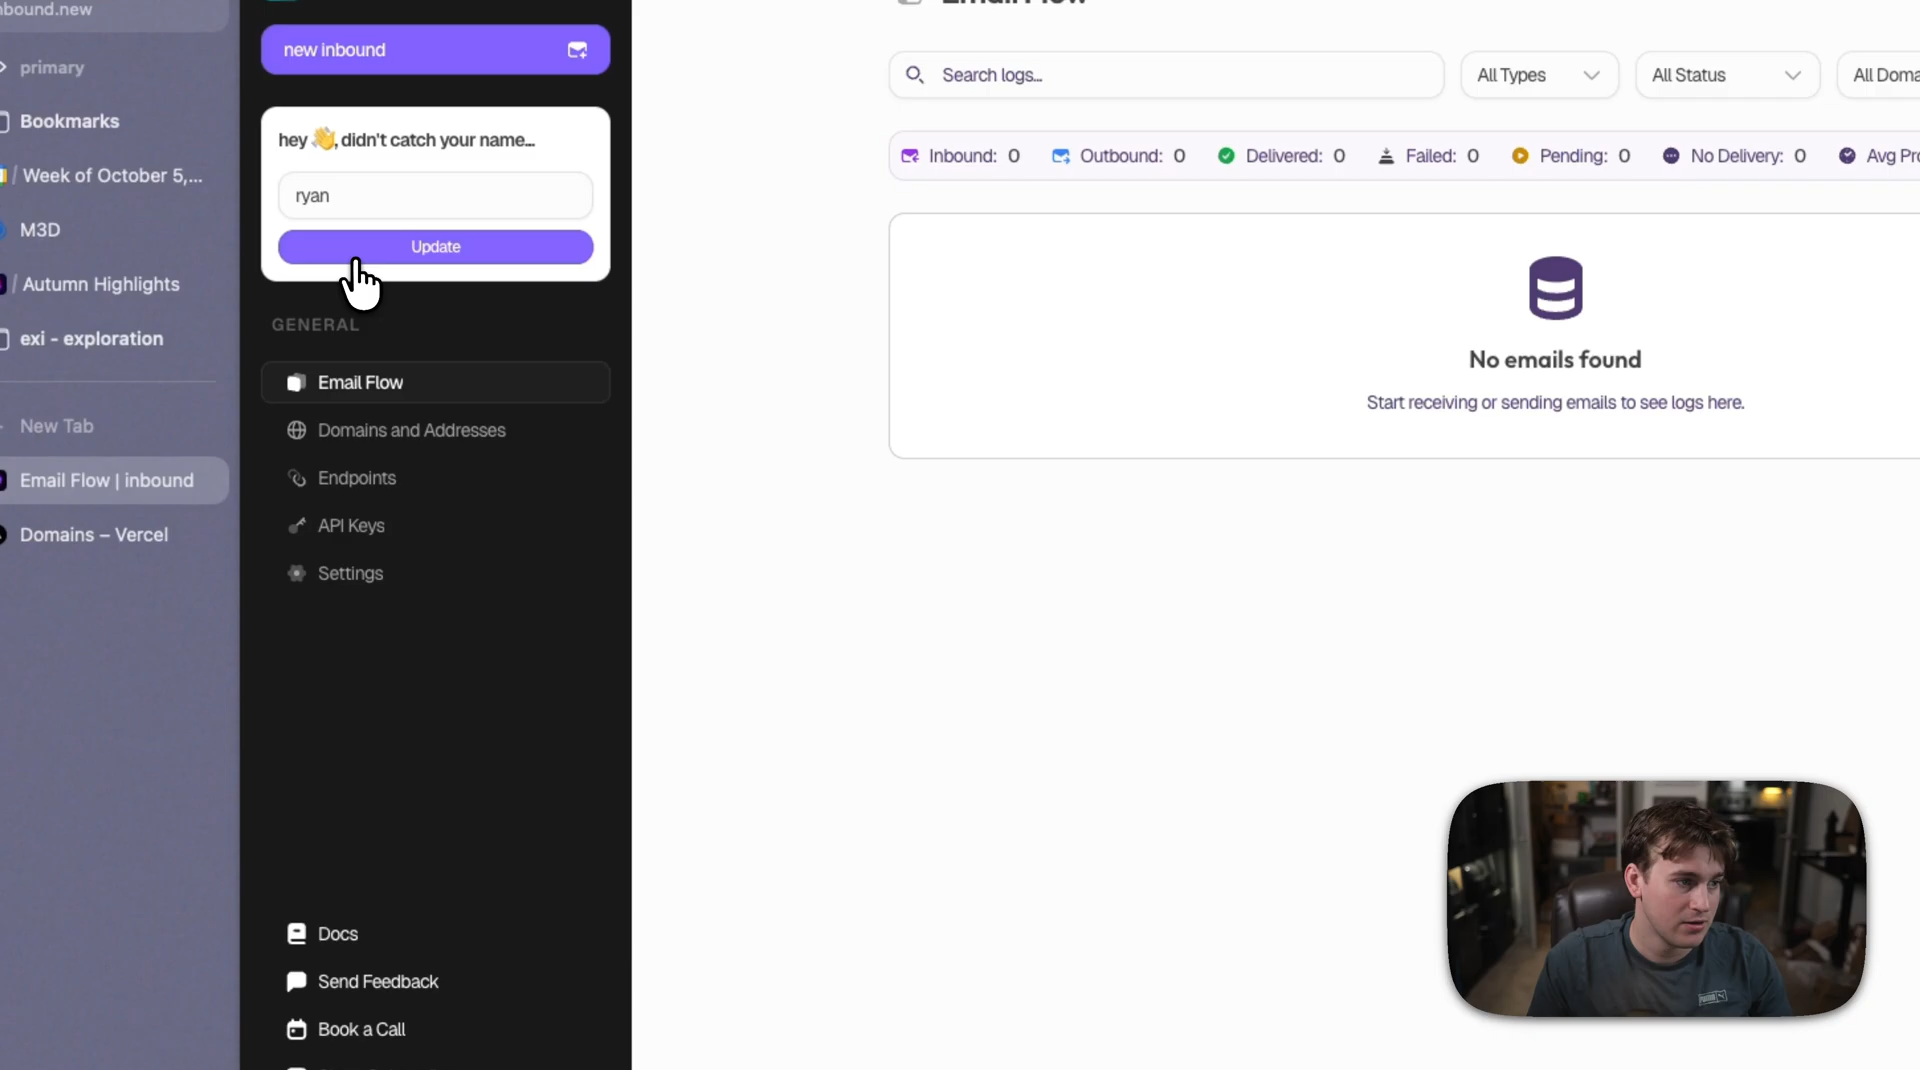 bound.new
primary
Bookmarks
/ Week of October 5,...
M3D
/ Autumn Highlights
exi - exploration
New Tab
Email Flow | inbound
Domains – Vercel
new inbound
hey 👋, didn't catch your name...
ryan
Update
GENERAL
Email Flow
Domains and Addresses
Endpoints
API Keys
Settings
Docs
Send Feedback
Book a Call
Email Flow
Search logs...
All Types
All Status
All Doma
Inbound: 0
Outbound: 0
Delivered: 0
Failed: 0
Pending: 0
No Delivery: 0
Avg Pro
No emails found
Start receiving or sending emails to see logs here.